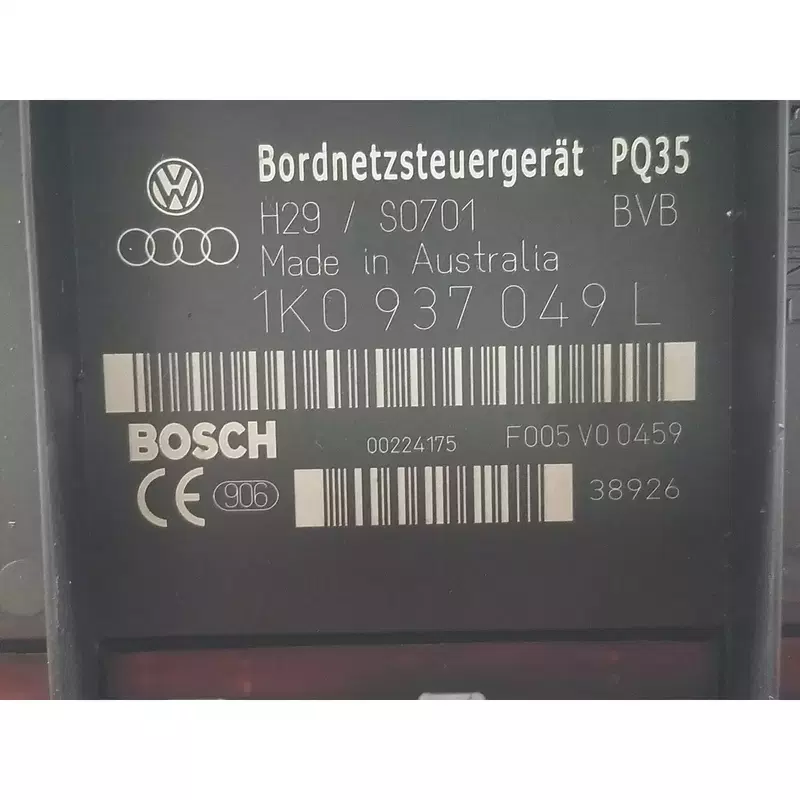 Bordnetzsteuergerät PQ35
H29 / S0701 BVB
Made in Australia
1K0 937 049 L
BOSCH 00224175 F005 V0 0459
CE 906 38926